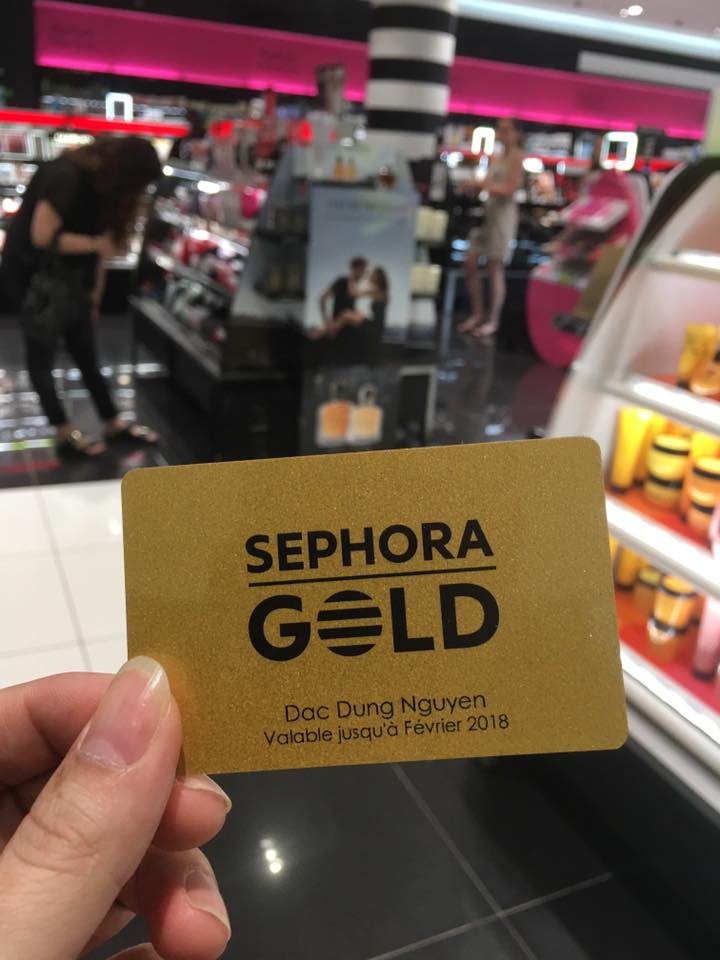 SEPHORA
GOLD
Dac Dung Nguyen
Valable jusqu'à Février 2018